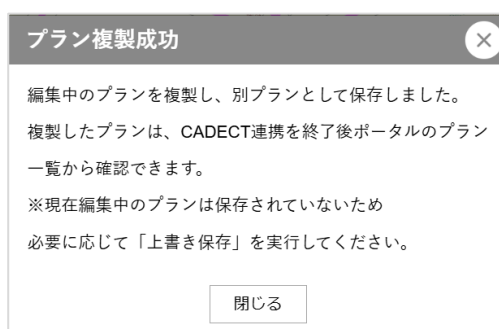 プラン複製成功
編集中のプランを複製し、別プランとして保存しました。
複製したプランは、CADECT連携を終了後ポータルのプラン
一覧から確認できます。
※現在編集中のプランは保存されていないため
必要に応じて「上書き保存」を実行してください。
閉じる